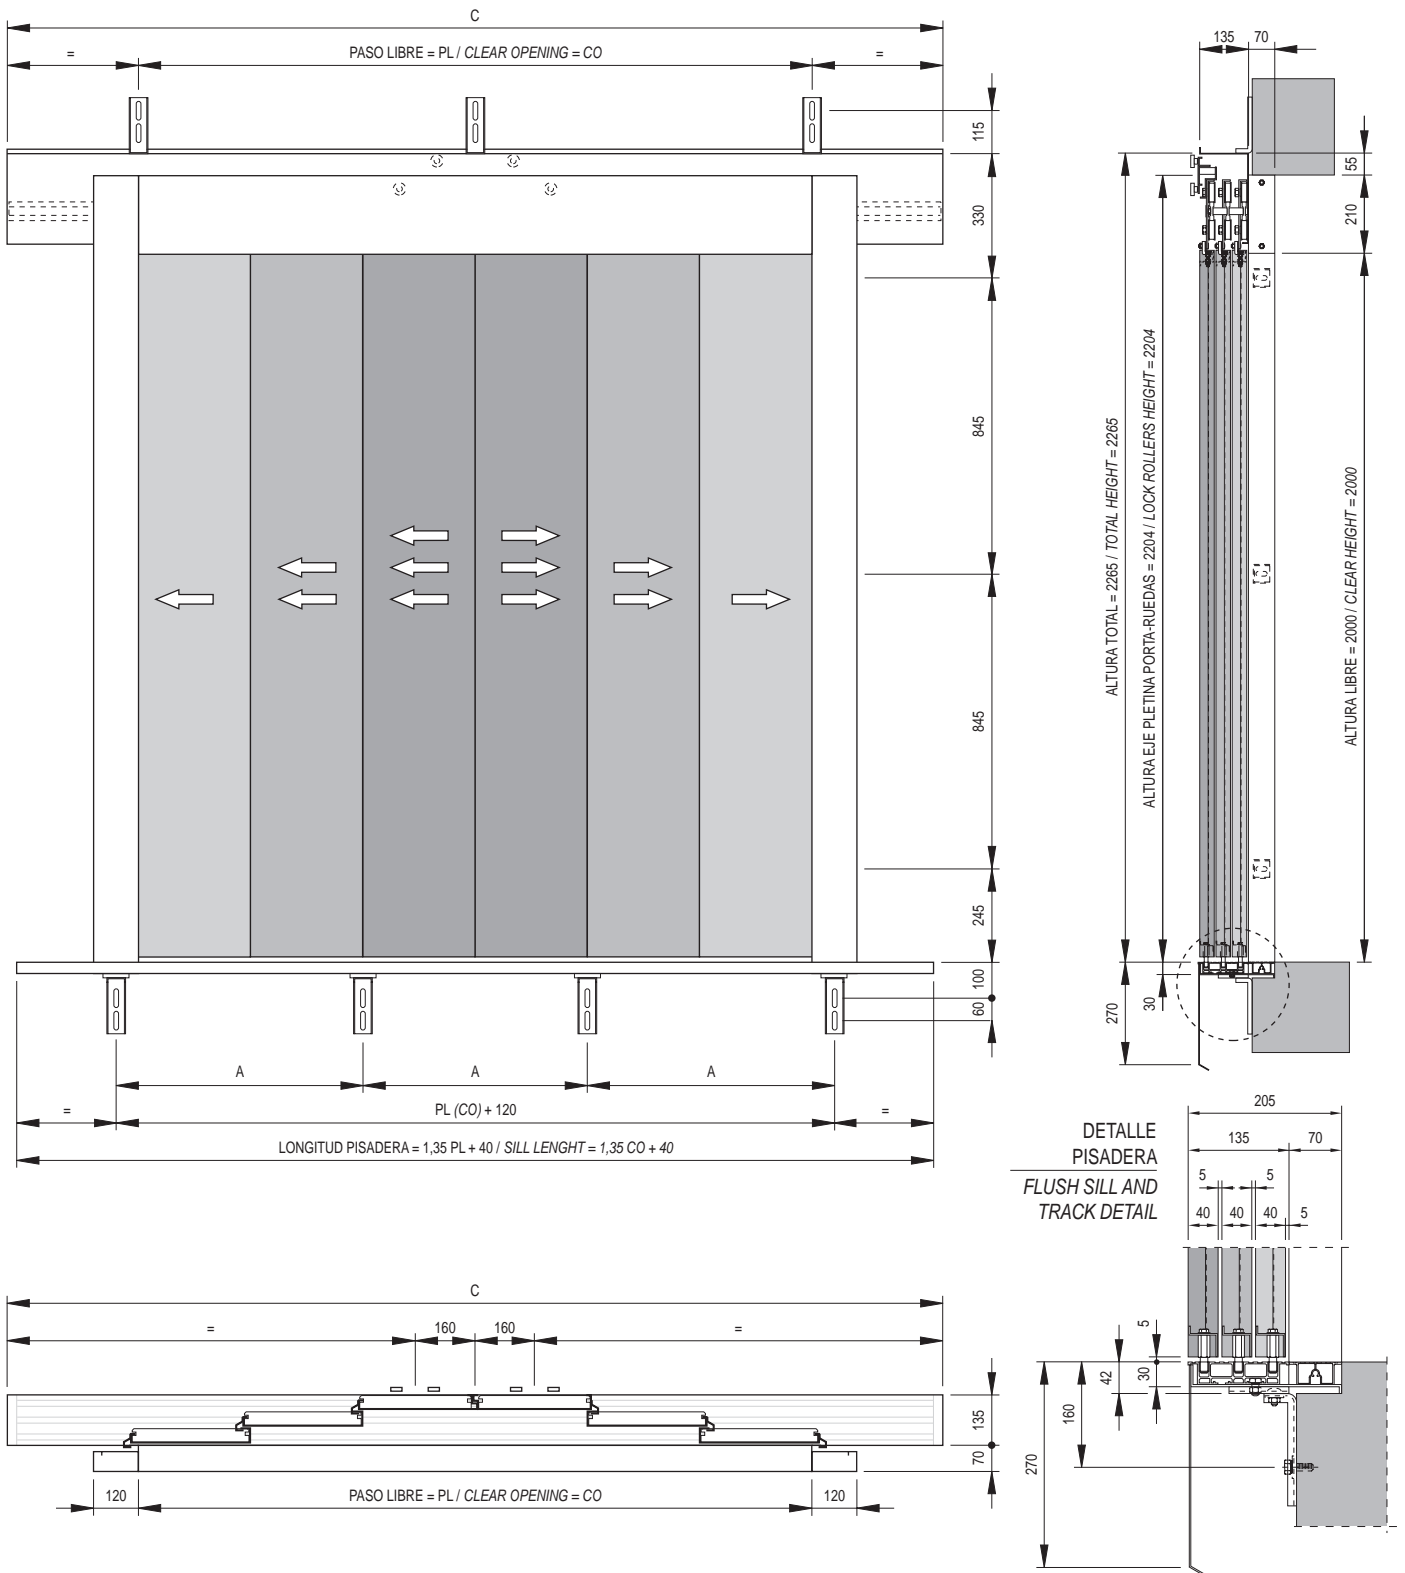 C
=
PASO LIBRE = PL / CLEAR OPENING = CO
=
115
330
845
845
245
100
60
A
A
A
=
PL (CO) + 120
=
LONGITUD PISADERA = 1,35 PL + 40 / SILL LENGHT = 1,35 CO + 40
135
70
55
210
ALTURA TOTAL = 2265 / TOTAL HEIGHT = 2265
ALTURA EJE PLETINA PORTA-RUEDAS = 2204 / LOCK ROLLERS HEIGHT = 2204
ALTURA LIBRE = 2000 / CLEAR HEIGHT = 2000
270
30
C
=
160
160
=
135
70
120
PASO LIBRE = PL / CLEAR OPENING = CO
120
DETALLE
PISADERA
FLUSH SILL AND
TRACK DETAIL
205
135
70
5
5
40
40
40
5
5
42
30
160
270